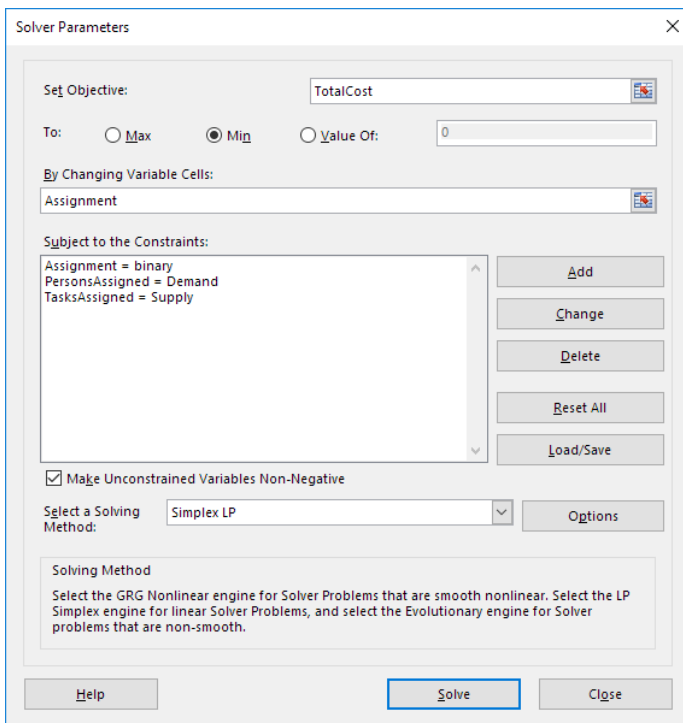 Solver Parameters
Set Objective:
TotalCost
To:
Max
Min
Value Of:
0
By Changing Variable Cells:
Assignment
Subject to the Constraints:
Assignment = binary
PersonsAssigned = Demand
TasksAssigned = Supply
Add
Change
Delete
Reset All
Load/Save
Make Unconstrained Variables Non-Negative
Select a Solving
Method:
Simplex LP
Options
Solving Method
Select the GRG Nonlinear engine for Solver Problems that are smooth nonlinear. Select the LP
Simplex engine for linear Solver Problems, and select the Evolutionary engine for Solver
problems that are non-smooth.
Help
Solve
Close